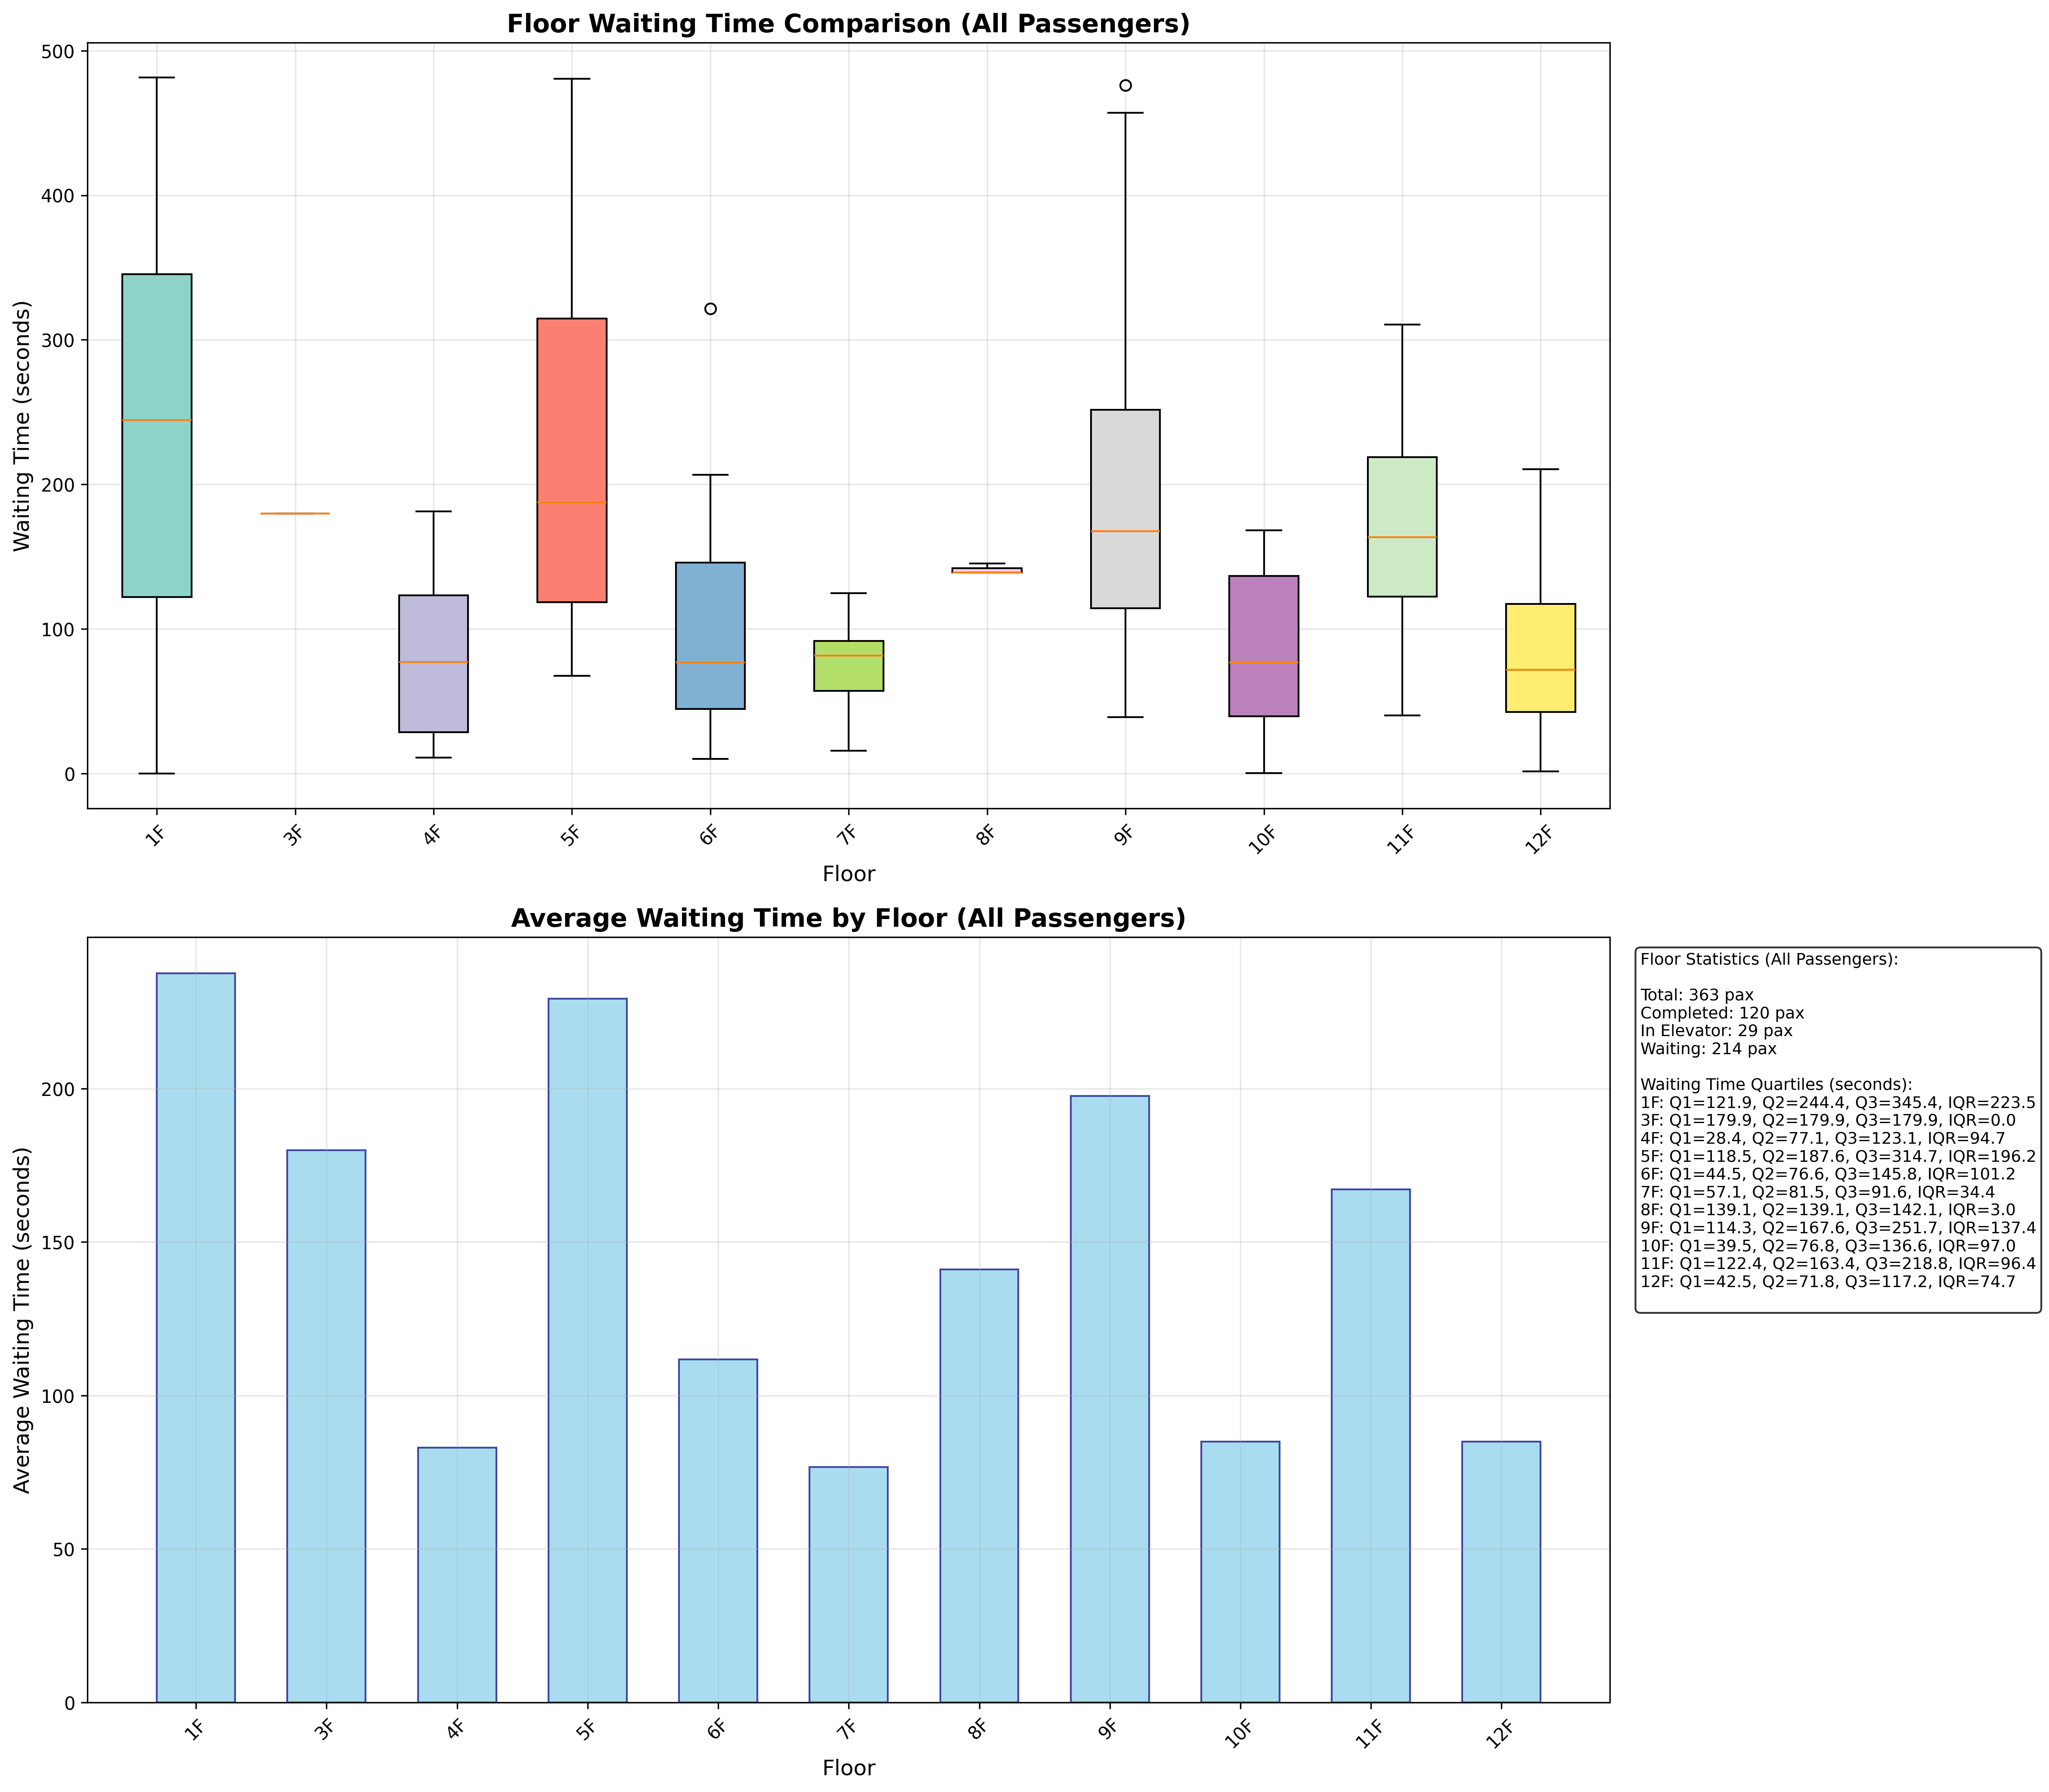 Floor Waiting Time Comparison (All Passengers)
Waiting Time (seconds)
500
400
300
200
100
0
1F
3F
4F
5F
6F
7F
8F
9F
10F
11F
12F
Floor
Average Waiting Time by Floor (All Passengers)
Average Waiting Time (seconds)
200
150
100
50
0
1F
3F
4F
5F
6F
7F
8F
9F
10F
11F
12F
Floor
Floor Statistics (All Passengers):
Total: 363 pax
Completed: 120 pax
In Elevator: 29 pax
Waiting: 214 pax
Waiting Time Quartiles (seconds):
1F: Q1=121.9, Q2=244.4, Q3=345.4, IQR=223.5
3F: Q1=179.9, Q2=179.9, Q3=179.9, IQR=0.0
4F: Q1=28.4, Q2=77.1, Q3=123.1, IQR=94.7
5F: Q1=118.5, Q2=187.6, Q3=314.7, IQR=196.2
6F: Q1=44.5, Q2=76.6, Q3=145.8, IQR=101.2
7F: Q1=57.1, Q2=81.5, Q3=91.6, IQR=34.4
8F: Q1=139.1, Q2=139.1, Q3=142.1, IQR=3.0
9F: Q1=114.3, Q2=167.6, Q3=251.7, IQR=137.4
10F: Q1=39.5, Q2=76.8, Q3=136.6, IQR=97.0
11F: Q1=122.4, Q2=163.4, Q3=218.8, IQR=96.4
12F: Q1=42.5, Q2=71.8, Q3=117.2, IQR=74.7